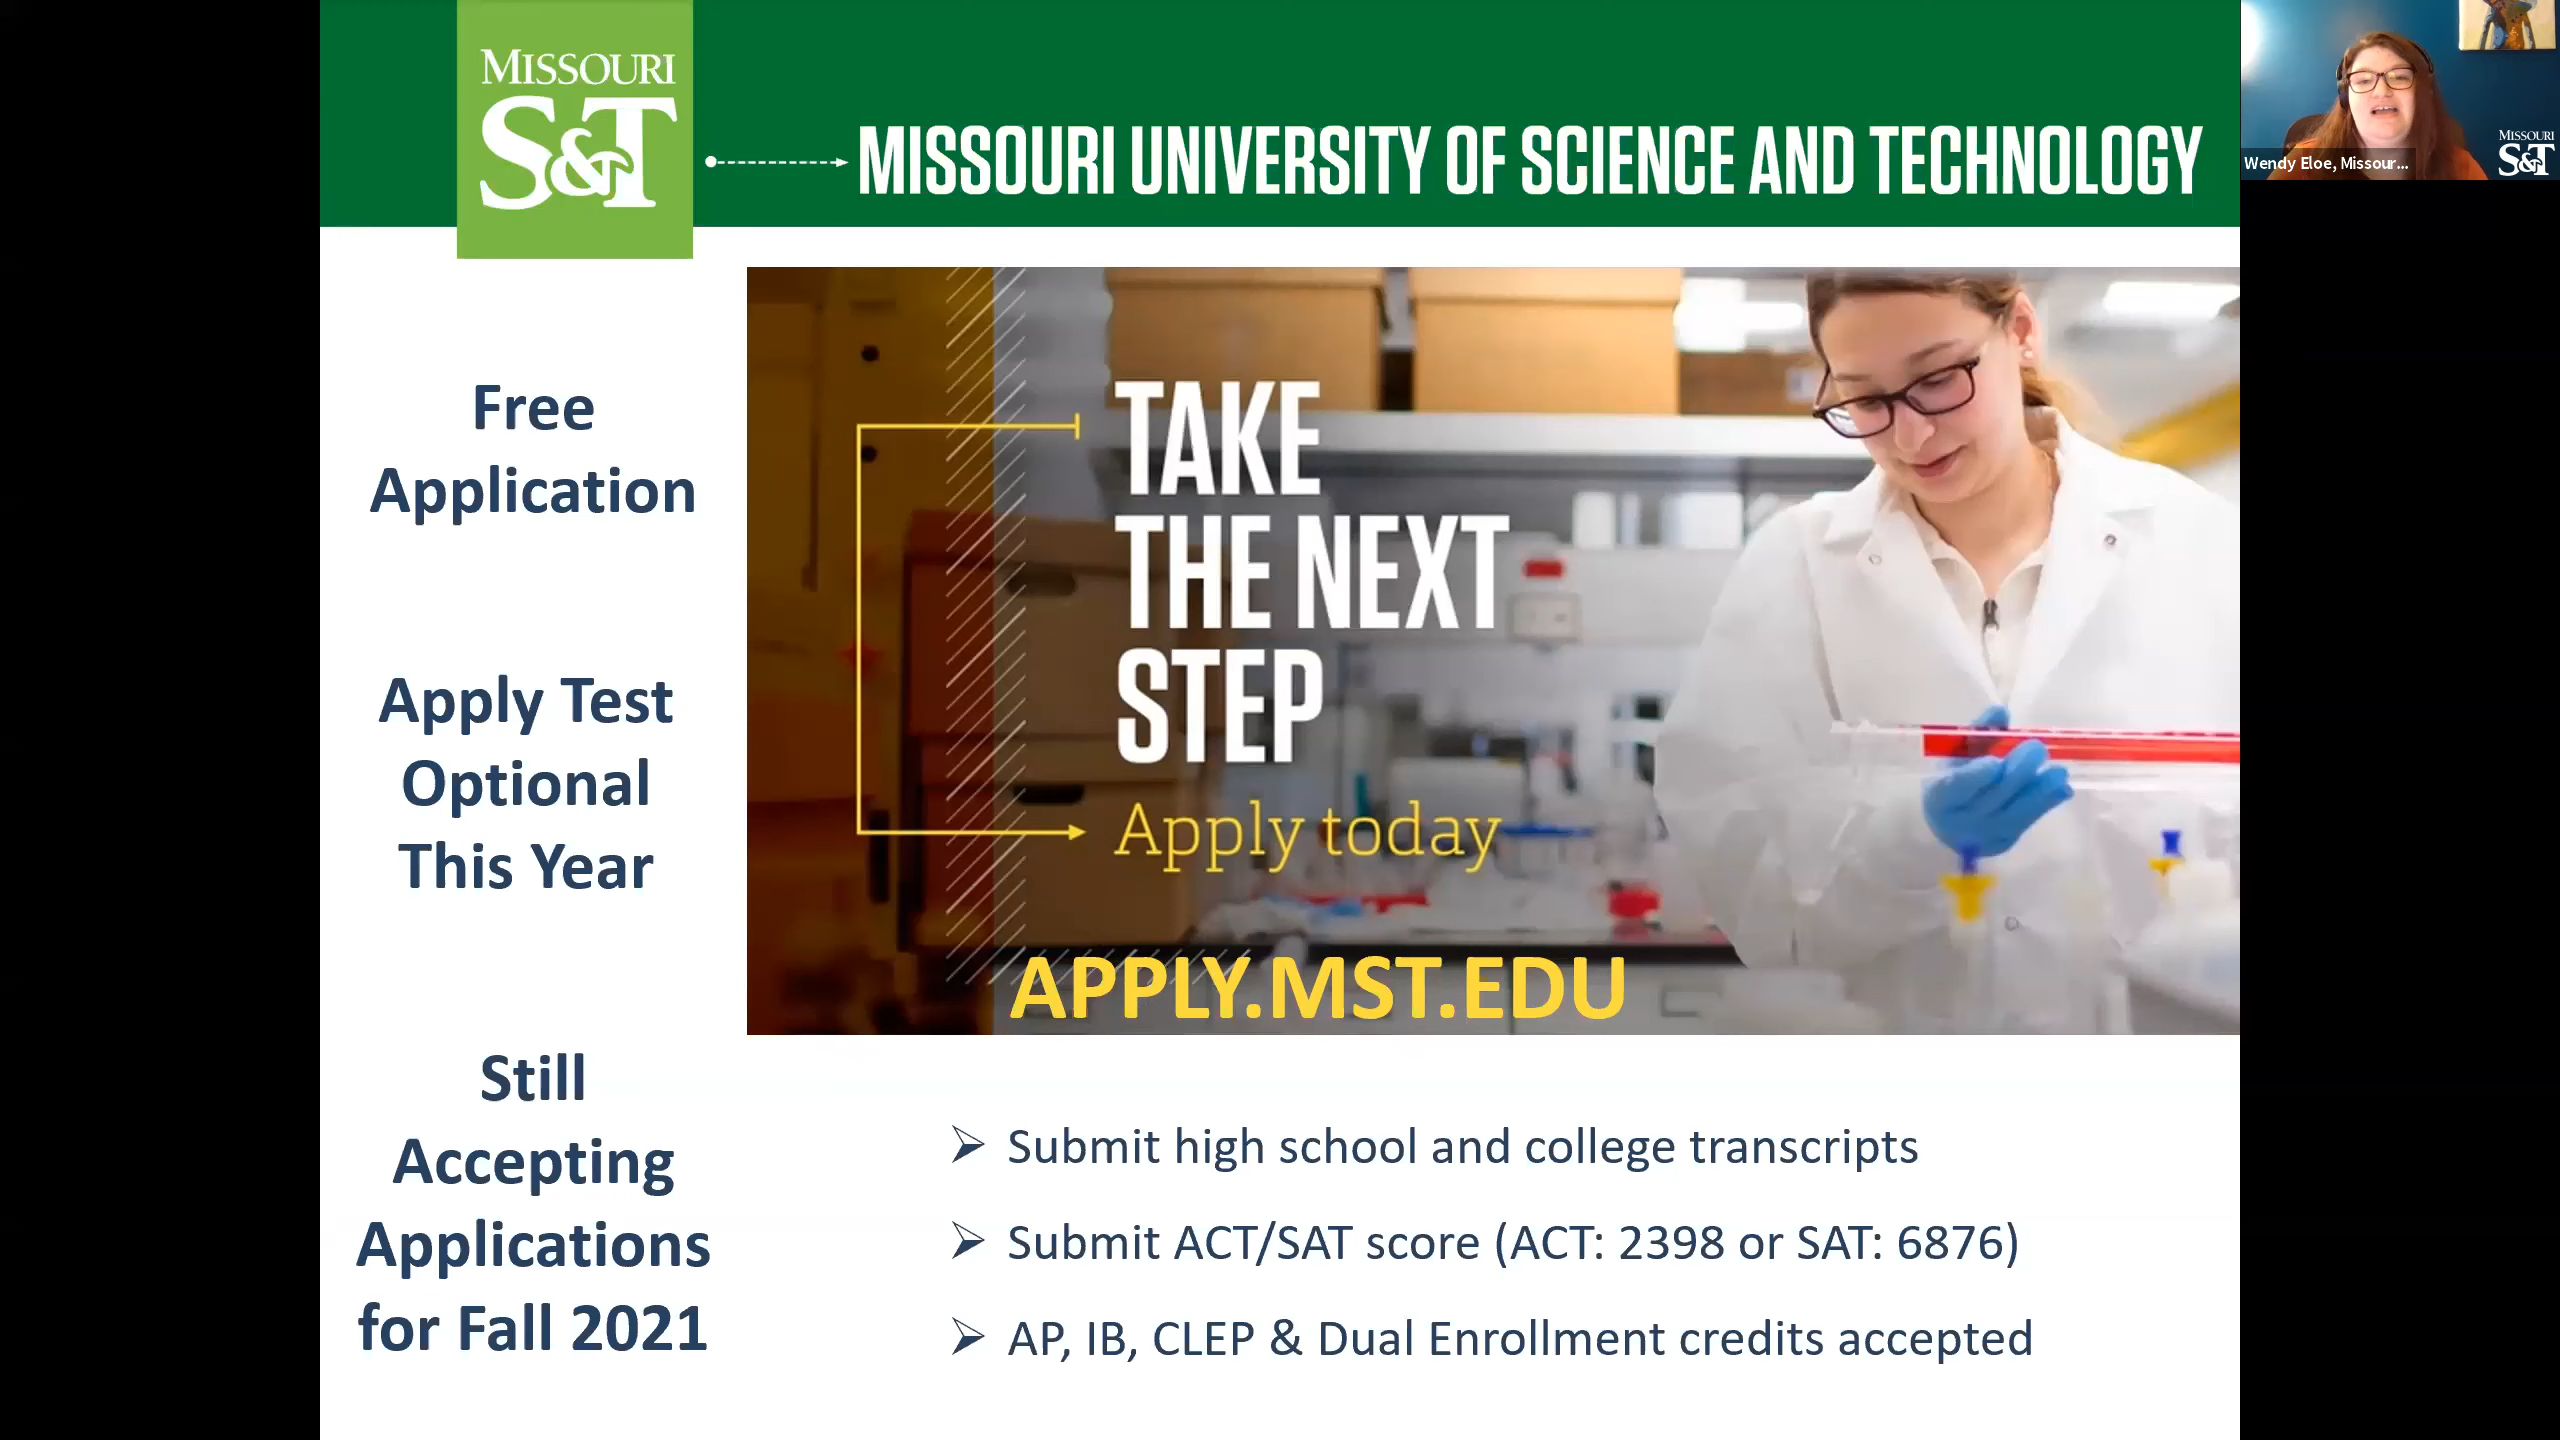 MISSOURI
S&T
MISSOURI UNIVERSITY OF SCIENCE AND TECHNOLOGY
Wendy Eloe, Missour...
MISSOURI
S&T
Free
Application
Apply Test
Optional
This Year
Still
Accepting
Applications
for Fall 2021
TAKE
THE NEXT
STEP
Apply today
APPLY.MST.EDU
➢ Submit high school and college transcripts
➢ Submit ACT/SAT score (ACT: 2398 or SAT: 6876)
➢ AP, IB, CLEP & Dual Enrollment credits accepted